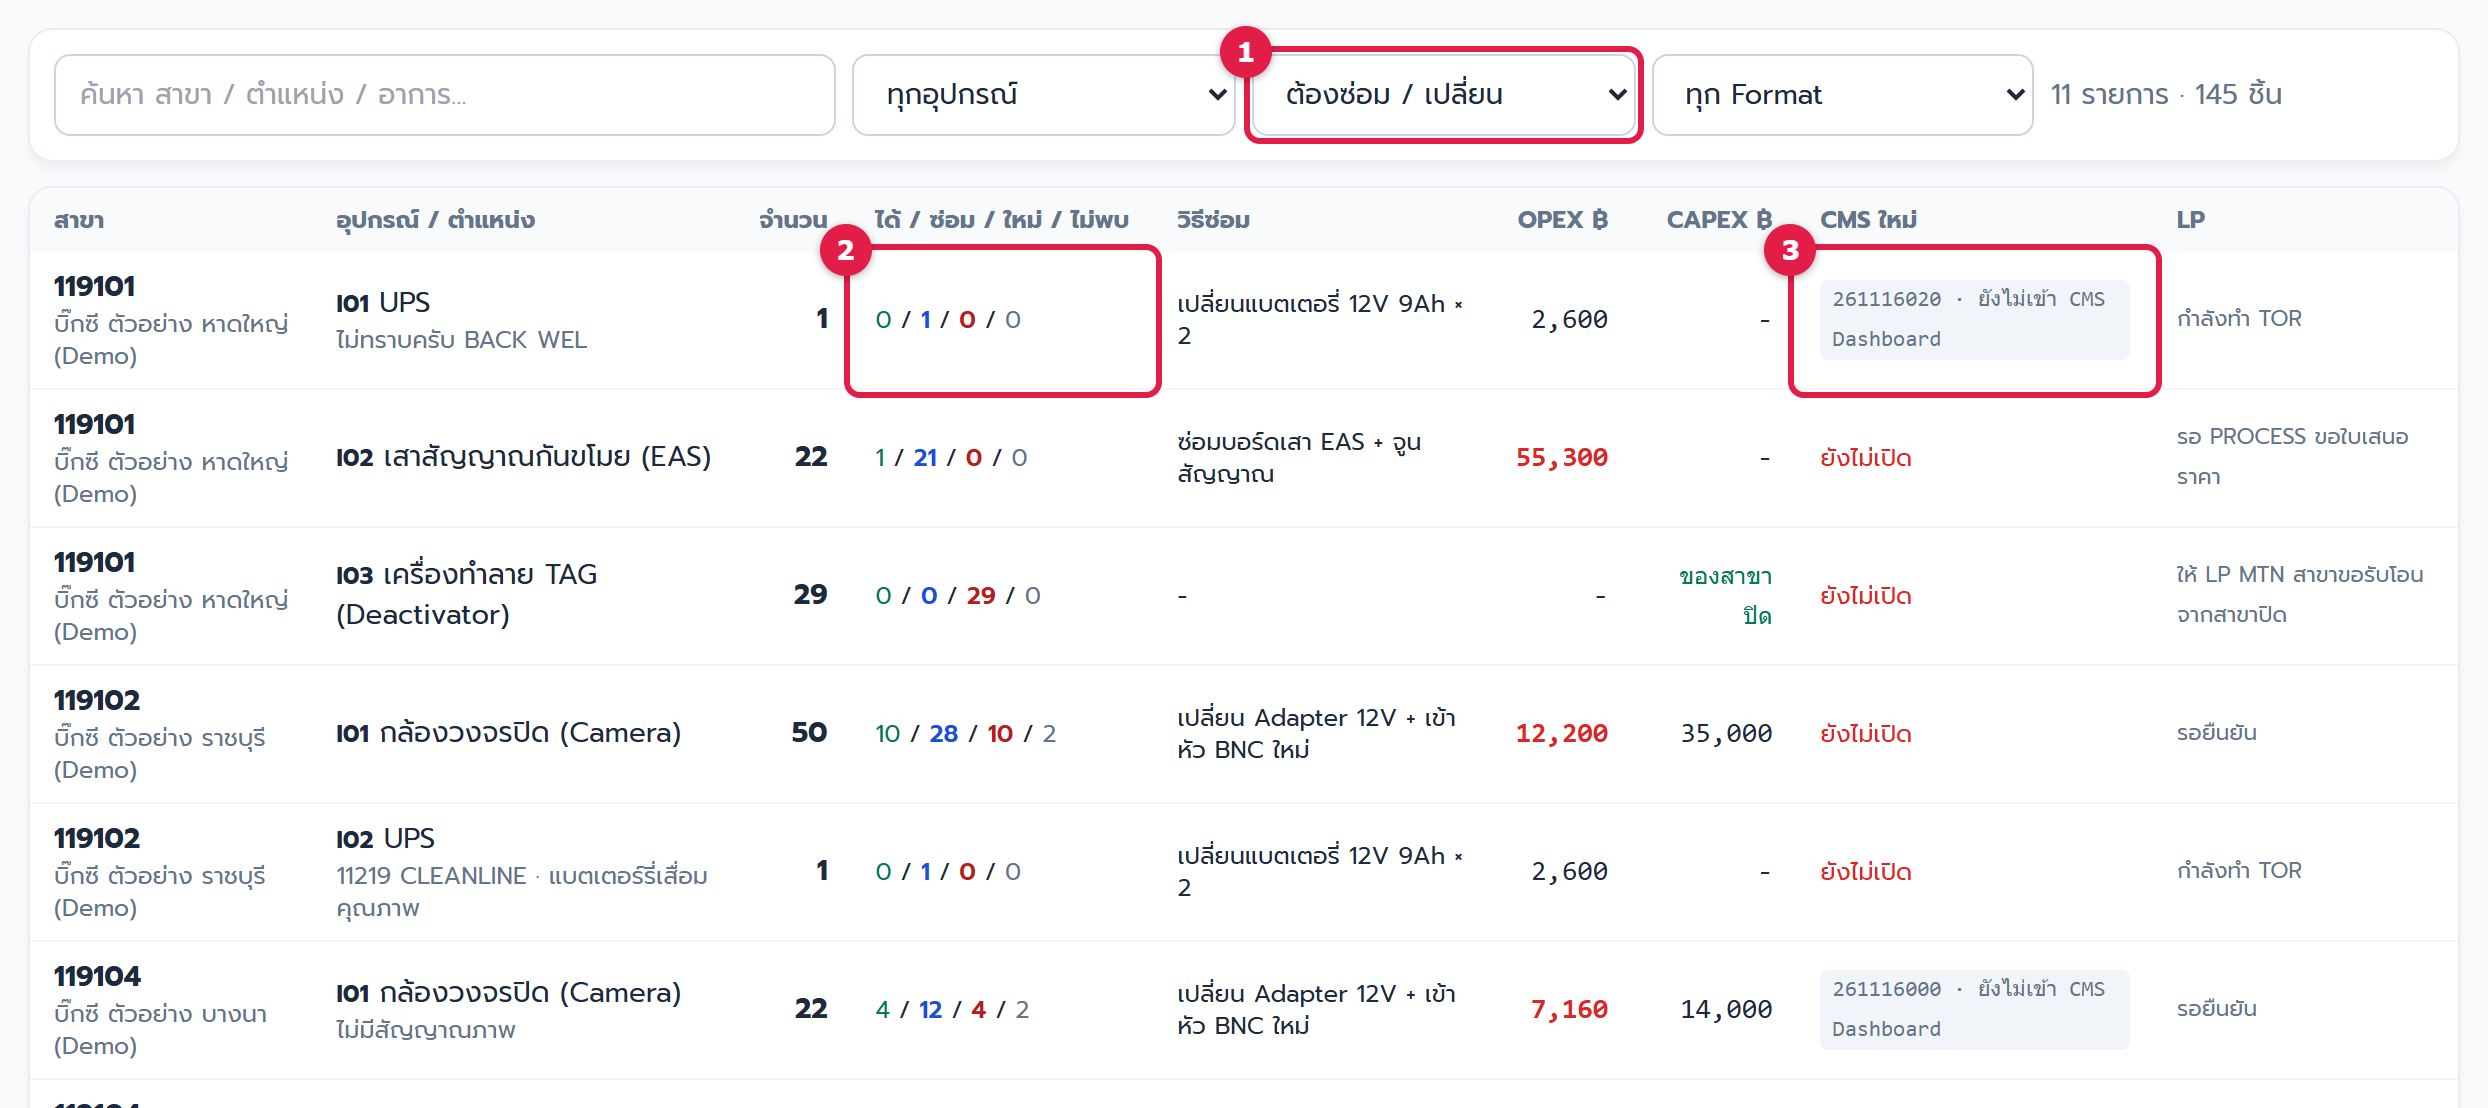 1
ค้นหา สาขา / ตำแหน่ง / อาการ...
ทุกอุปกรณ์
ต้องซ่อม / เปลี่ยน
ทุก Format
11 รายการ · 145 ชิ้น
สาขา
อุปกรณ์ / ตำแหน่ง
จำนวน
ได้ / ซ่อม / ใหม่ / ไม่พบ
วิธีซ่อม
OPEX ฿
CAPEX ฿
CMS ใหม่
LP
2
3
119101
บิ๊กซี ตัวอย่าง หาดใหญ่
(Demo)
I01 UPS
ไม่ทราบครับ BACK WEL
1
0 / 1 / 0 / 0
เปลี่ยนแบตเตอรี่ 12V 9Ah ×
2
2,600
-
261116020 · ยังไม่เข้า CMS
Dashboard
กำลังทำ TOR
119101
บิ๊กซี ตัวอย่าง หาดใหญ่
(Demo)
I02 เสาสัญญาณกันขโมย (EAS)
22
1 / 21 / 0 / 0
ซ่อมบอร์ดเสา EAS + จูน
สัญญาณ
55,300
-
ยังไม่เปิด
รอ PROCESS ขอใบเสนอ
ราคา
119101
บิ๊กซี ตัวอย่าง หาดใหญ่
(Demo)
I03 เครื่องทำลาย TAG
(Deactivator)
29
0 / 0 / 29 / 0
-
-
ของสาขา
ปิด
ยังไม่เปิด
ให้ LP MTN สาขาขอรับโอน
จากสาขาปิด
119102
บิ๊กซี ตัวอย่าง ราชบุรี
(Demo)
I01 กล้องวงจรปิด (Camera)
50
10 / 28 / 10 / 2
เปลี่ยน Adapter 12V + เข้า
หัว BNC ใหม่
12,200
35,000
ยังไม่เปิด
รอยืนยัน
119102
บิ๊กซี ตัวอย่าง ราชบุรี
(Demo)
I02 UPS
11219 CLEANLINE · แบตเตอร์รี่เสื่อม
คุณภาพ
1
0 / 1 / 0 / 0
เปลี่ยนแบตเตอรี่ 12V 9Ah ×
2
2,600
-
ยังไม่เปิด
กำลังทำ TOR
119104
บิ๊กซี ตัวอย่าง บางนา
(Demo)
I01 กล้องวงจรปิด (Camera)
ไม่มีสัญญาณภาพ
22
4 / 12 / 4 / 2
เปลี่ยน Adapter 12V + เข้า
หัว BNC ใหม่
7,160
14,000
261116000 · ยังไม่เข้า CMS
Dashboard
รอยืนยัน